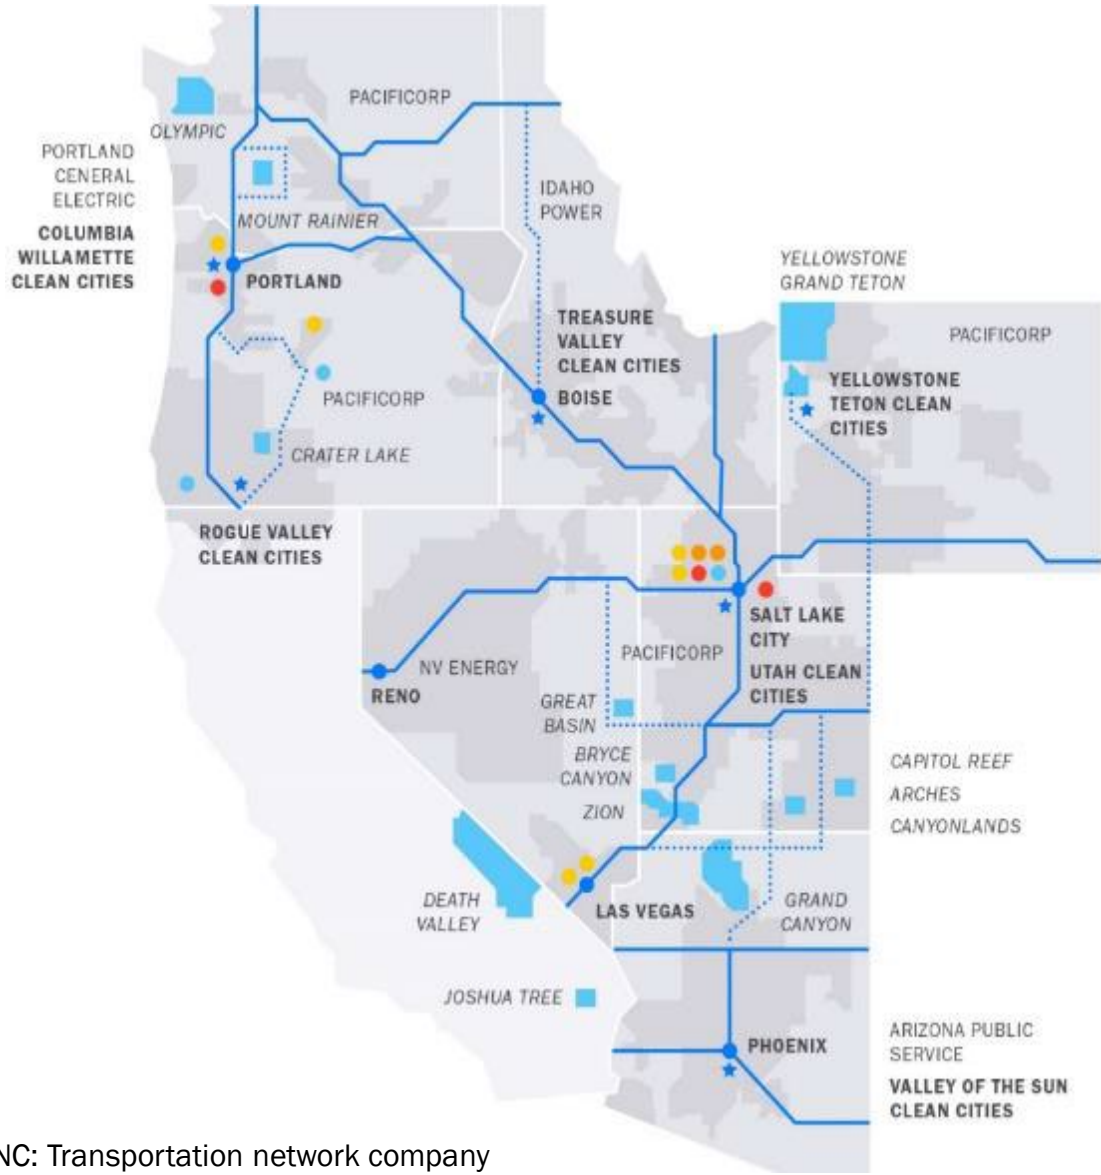 PACIFICORP
OLYMPIC
PORTLAND
GENERAL
ELECTRIC
IDAHO
POWER
MOUNT RAINIER
COLUMBIA
WILLAMETTE
CLEAN CITIES
PORTLAND
YELLOWSTONE
GRAND TETON
TREASURE
VALLEY
CLEAN CITIES
PACIFICORP
BOISE
YELLOWSTONE
TETON CLEAN
CITIES
PACIFICORP
CRATER LAKE
ROGUE VALLEY
CLEAN CITIES
SALT LAKE
CITY
PACIFICORP
NV ENERGY
UTAH CLEAN
CITIES
RENO
GREAT
BASIN
BRYCE
CANYON
ZION
CAPITOL REEF
ARCHES
CANYONLANDS
DEATH
VALLEY
LAS VEGAS
GRAND
CANYON
JOSHUA TREE
PHOENIX
ARIZONA PUBLIC
SERVICE
VALLEY OF THE SUN
CLEAN CITIES
NC: Transportation network company